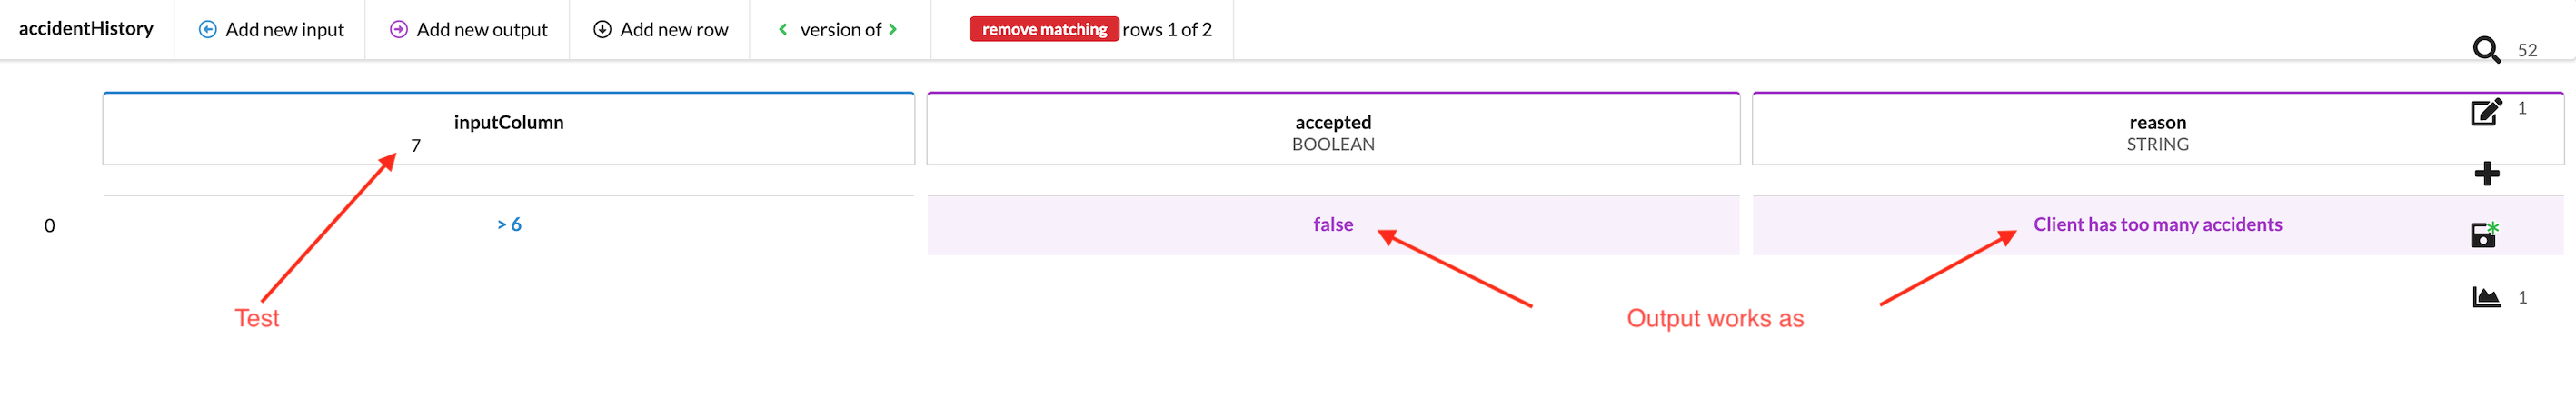 accidentHistory Add new input Add new output Add new row < version of > remove matching rows 1 of 2
52
inputColumn accepted reason
7 BOOLEAN STRING
1
0 > 6 false Client has too many accidents
1
Test Output works as